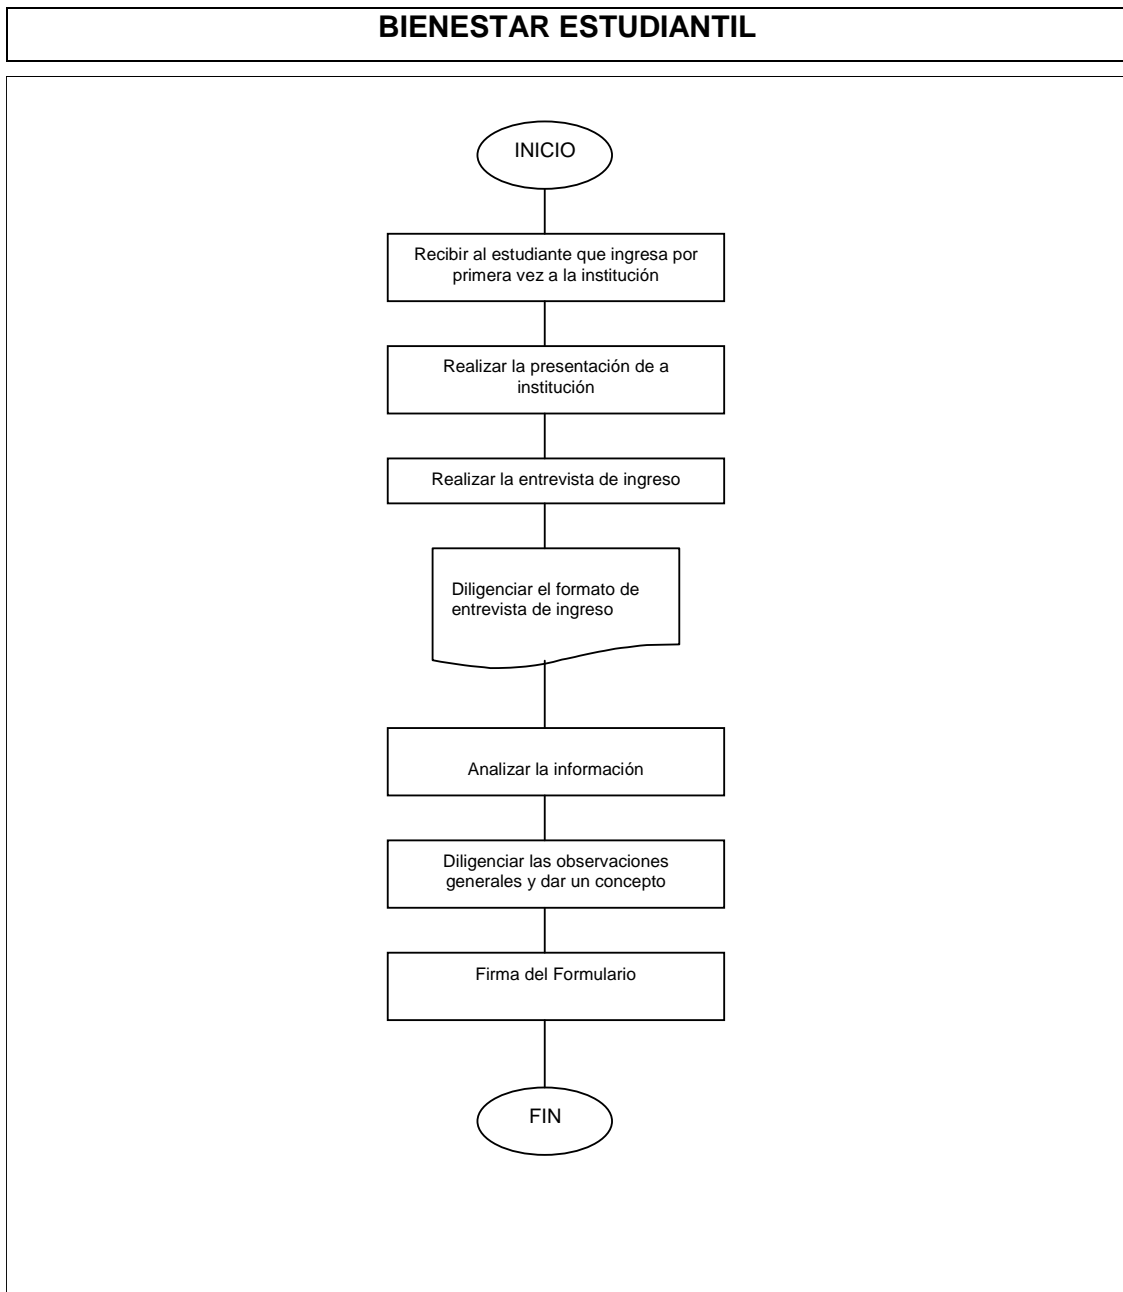 BIENESTAR ESTUDIANTIL
INICIO
Recibir al estudiante que ingresa por
primera vez a la institución
Realizar la presentación de a
institución
Realizar la entrevista de ingreso
Diligenciar el formato de
entrevista de ingreso
Analizar la información
Diligenciar las observaciones
generales y dar un concepto
Firma del Formulario
FIN